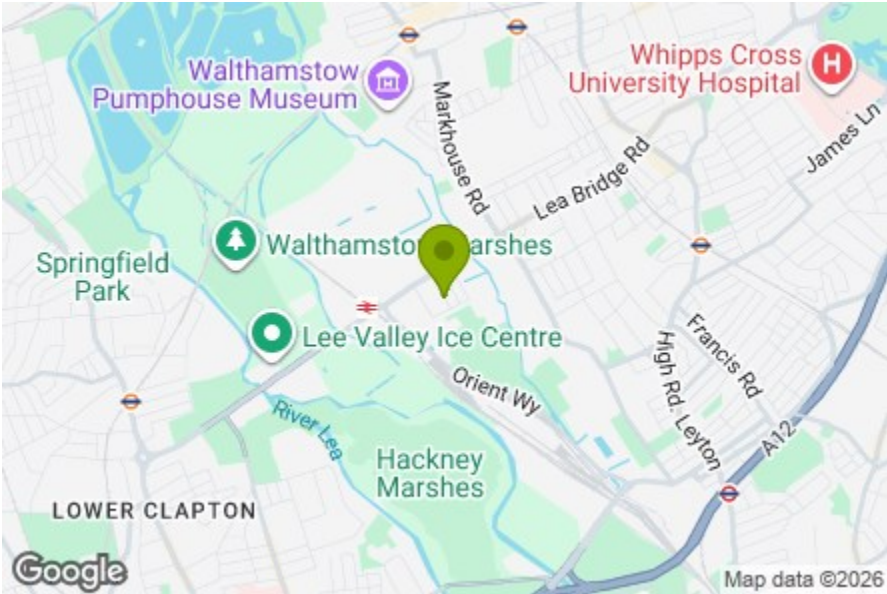 Walthamstow
Pumphouse Museum
Whipps Cross
University Hospital
H
James Ln
Markhouse Rd
Lea Bridge Rd
Walthamstow Marshes
Springfield
Park
Lee Valley Ice Centre
Francis Rd
High Rd. Leyton
Orient Wy
River Lea
A12
Hackney
Marshes
LOWER CLAPTON
Google
Map data ©2026